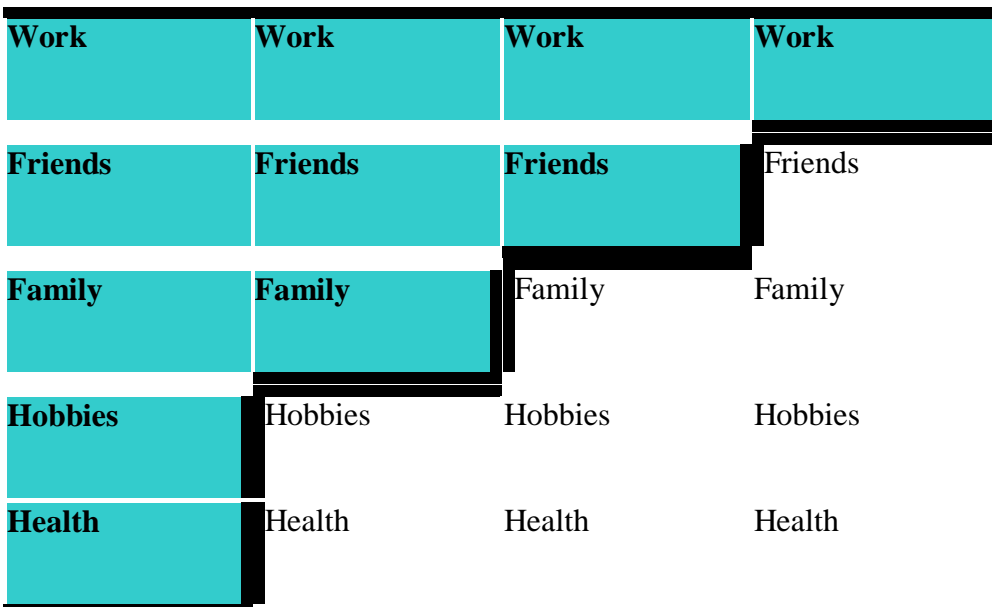 Work Work Work Work
Friends Friends Friends Friends
Family Family Family Family
Hobbies Hobbies Hobbies Hobbies
Health Health Health Health